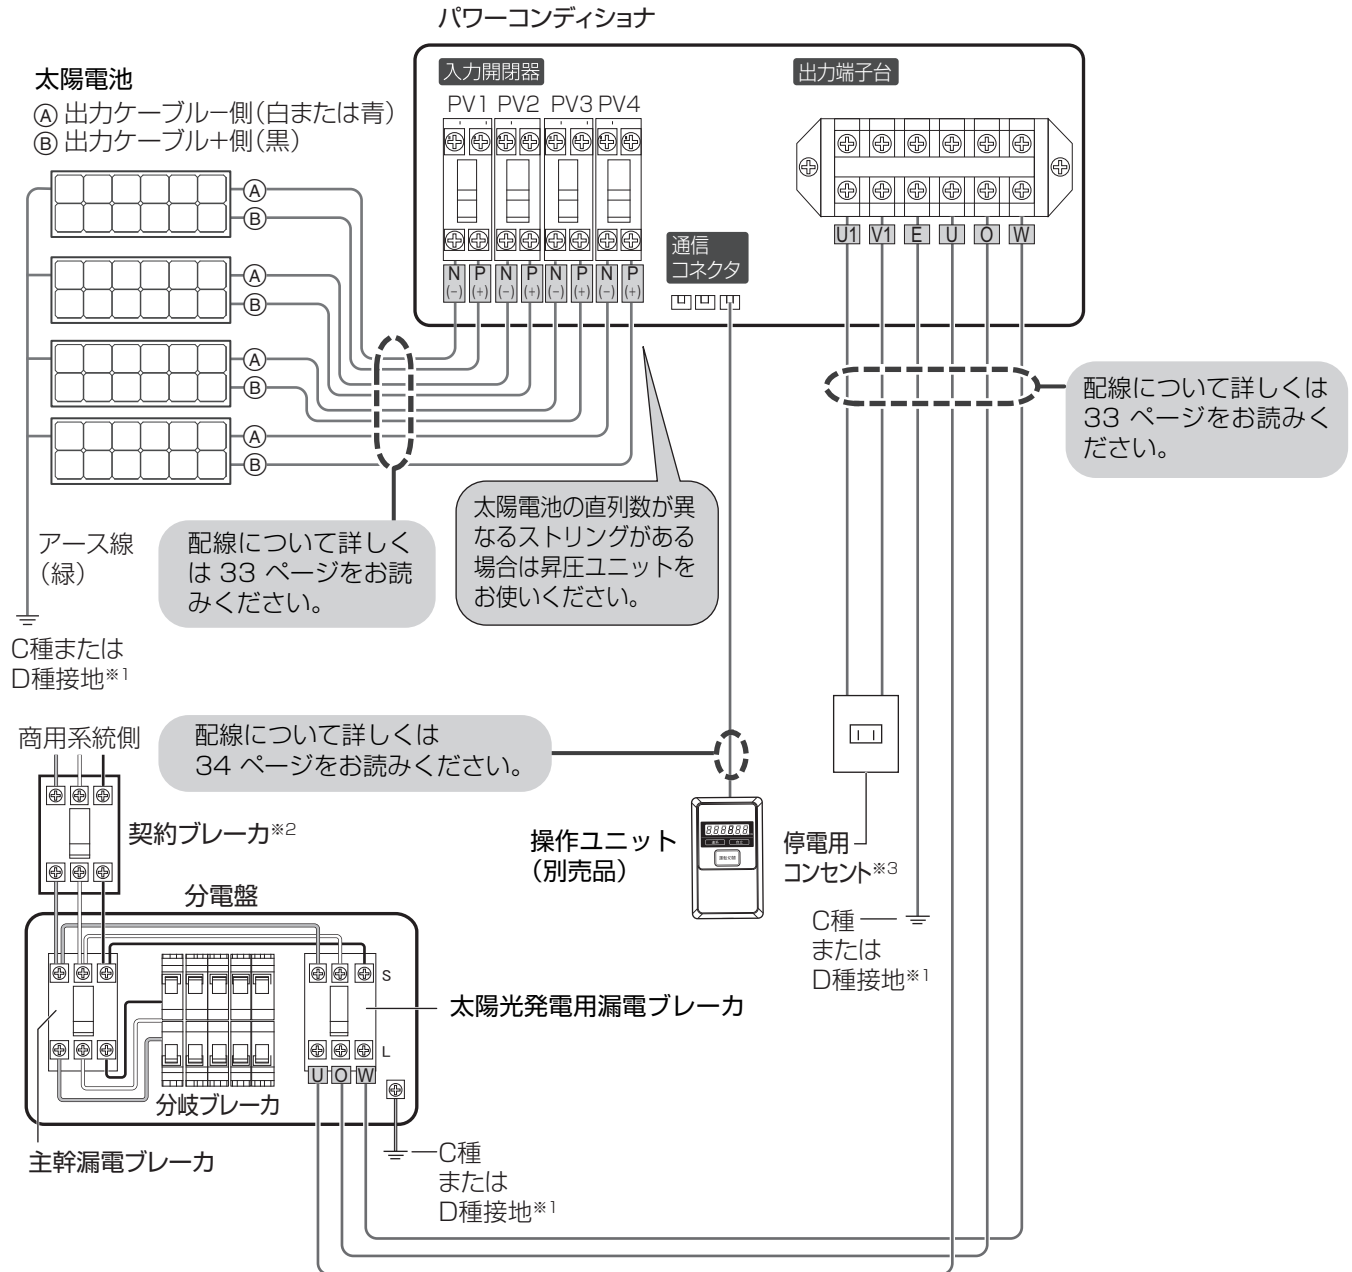 パワーコンディショナ
太陽電池
Ⓐ 出力ケーブルー側(白または青)
Ⓑ 出力ケーブル+側(黒)
入力開閉器
PV1 PV2 PV3 PV4
出力端子台
Ⓐ
Ⓑ
Ⓐ
Ⓑ
Ⓐ
Ⓑ
Ⓐ
Ⓑ
N P N P N P N P
(-) (+) (-) (+) (-) (+) (-) (+)
通信
コネクタ
U1 V1 E U O W
配線について詳しくは
33 ページをお読みく
ださい。
太陽電池の直列数が異
なるストリングがある
場合は昇圧ユニットを
お使いください。
アース線
(緑)
配線について詳しく
は 33 ページをお読
みください。
C種または
D種接地※1
商用系統側
配線について詳しくは
34 ページをお読みください。
契約ブレーカ※2
操作ユニット
(別売品)
888888
停電用
コンセント※3
C種
または
D種接地※1
分電盤
S
太陽光発電用漏電ブレーカ
L
U O W
分岐ブレーカ
主幹漏電ブレーカ
C種
または
D種接地※1